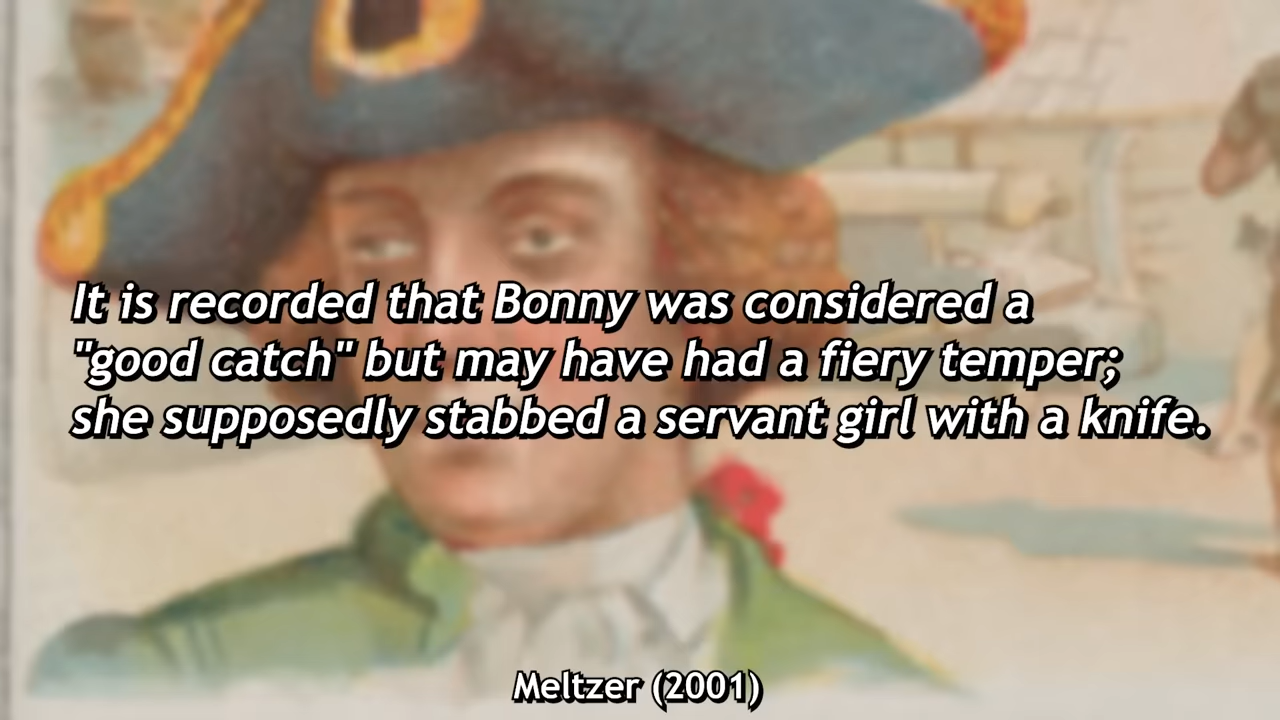 It is recorded that Bonny was considered a
"good catch" but may have had a fiery temper;
she supposedly stabbed a servant girl with a knife.
Meltzer (2001)